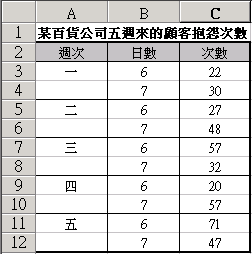 A B C
1 某百貨公司五週來的顧客抱怨次數
2 週次 日數 次數
3 一 6 22
4 7 30
5 二 6 27
6 7 48
7 三 6 57
8 7 32
9 四 6 20
10 7 57
11 五 6 71
12 7 47